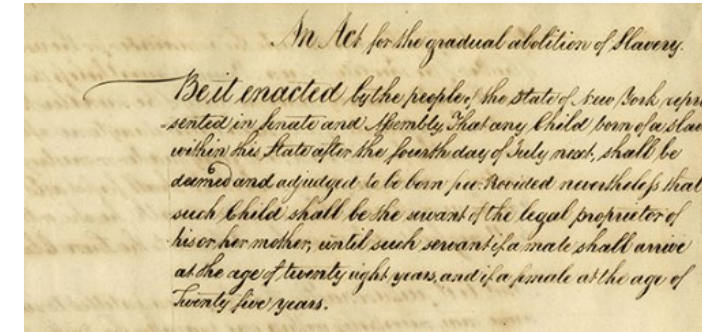 An Act for the gradual abolition of Slavery.
Be it enacted by the people of the State of New York repre
sented in Senate and Assembly, That any Child born of a slav
within this State after the fourth day of July next, shall be
deemed and adjudged to be born free: Provided nevertheless that
such Child shall be the servant of the legal proprietor of
his or her mother, until such servant if a male shall arrive
at the age of twenty eight years, and if a female at the age of
Twenty five years.